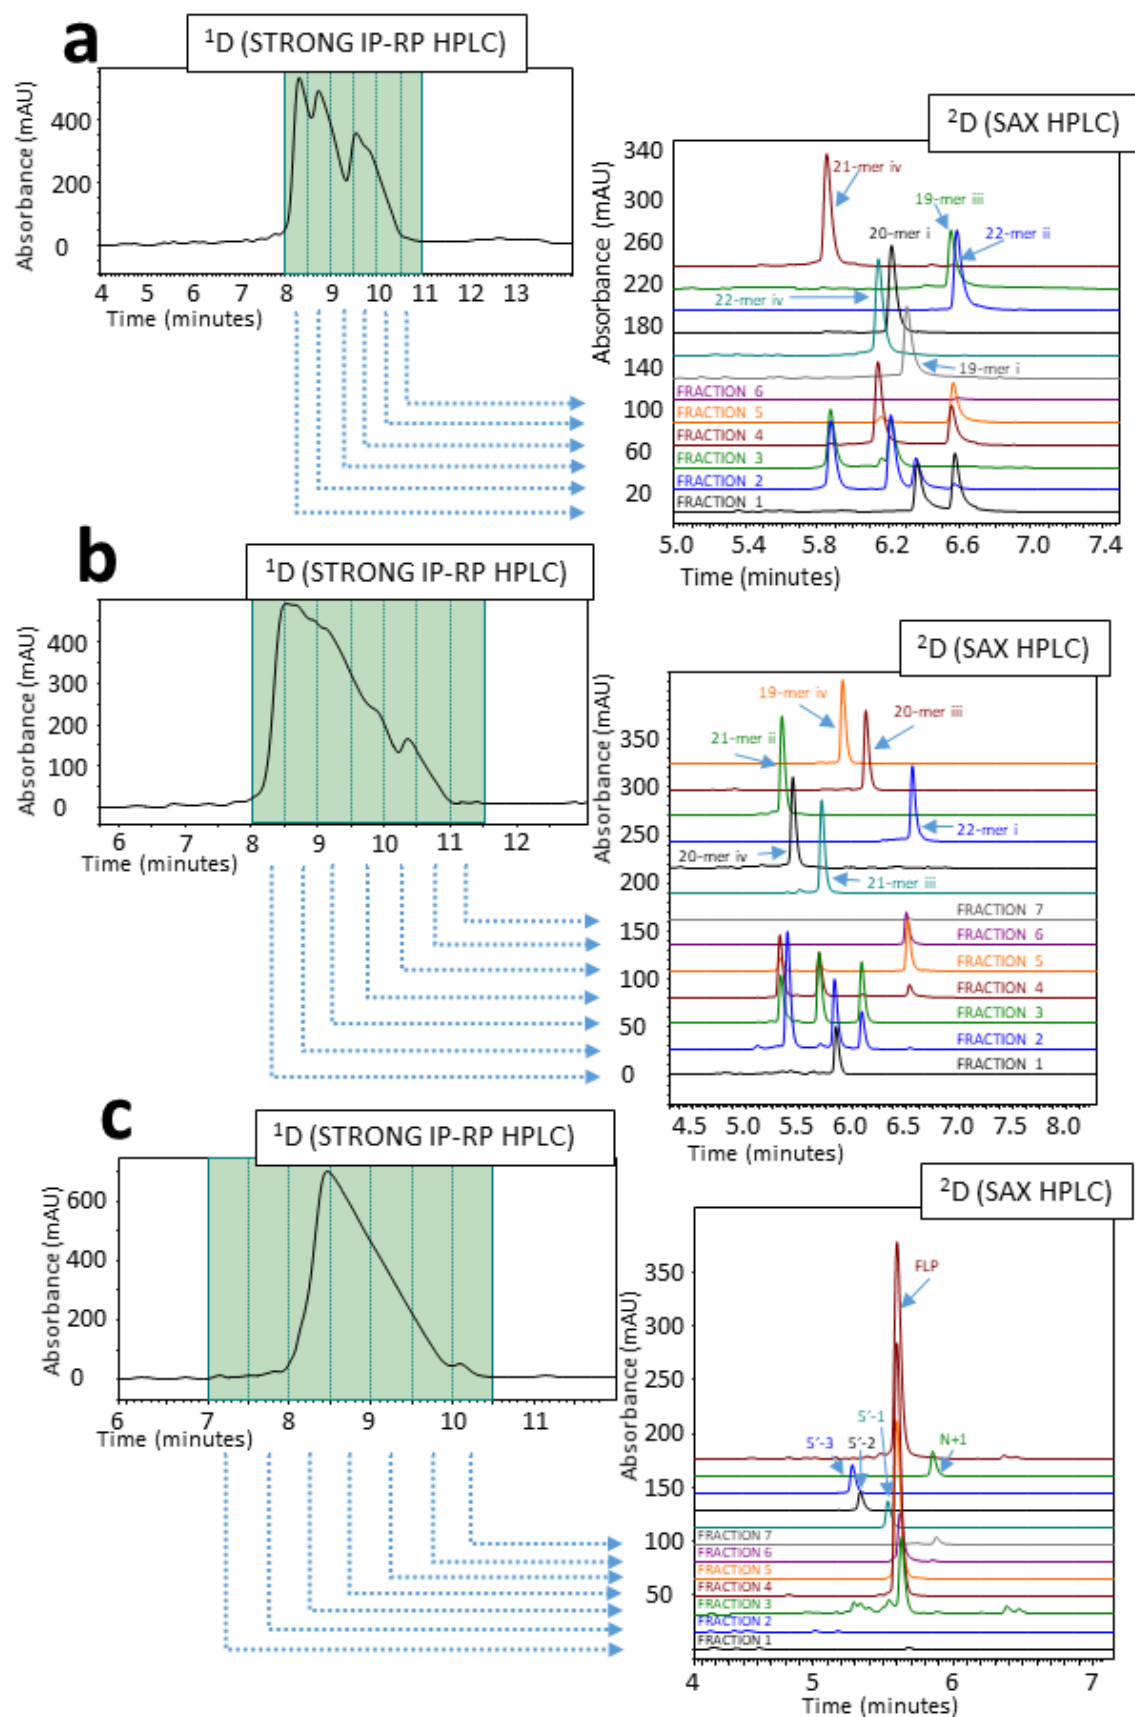 a
¹D (STRONG IP-RP HPLC)
Absorbance (mAU)
400
200
0
4 5 6 7 8 9 10 11 12 13
Time (minutes)
²D (SAX HPLC)
Absorbance (mAU)
340
300
260
220
180
140
100
60
20
21-mer iv
19-mer iii
20-mer i
22-mer ii
22-mer iv
19-mer i
FRACTION 6
FRACTION 5
FRACTION 4
FRACTION 3
FRACTION 2
FRACTION 1
5.0 5.4 5.8 6.2 6.6 7.0 7.4
Time (minutes)
b
¹D (STRONG IP-RP HPLC)
Absorbance (mAU)
400
300
200
100
0
6 7 8 9 10 11 12
Time (minutes)
²D (SAX HPLC)
Absorbance (mAU)
350
300
250
200
150
100
50
0
19-mer iv
20-mer iii
21-mer ii
22-mer i
20-mer iv
21-mer iii
FRACTION 7
FRACTION 6
FRACTION 5
FRACTION 4
FRACTION 3
FRACTION 2
FRACTION 1
4.5 5.0 5.5 6.0 6.5 7.0 7.5 8.0
Time (minutes)
c
¹D (STRONG IP-RP HPLC)
Absorbance (mAU)
600
400
200
0
6 7 8 9 10 11
Time (minutes)
²D (SAX HPLC)
Absorbance (mAU)
350
300
250
200
150
100
50
FLP
5′-1
5′-3
5′-2
N+1
FRACTION 7
FRACTION 6
FRACTION 5
FRACTION 4
FRACTION 3
FRACTION 2
FRACTION 1
4 5 6 7
Time (minutes)